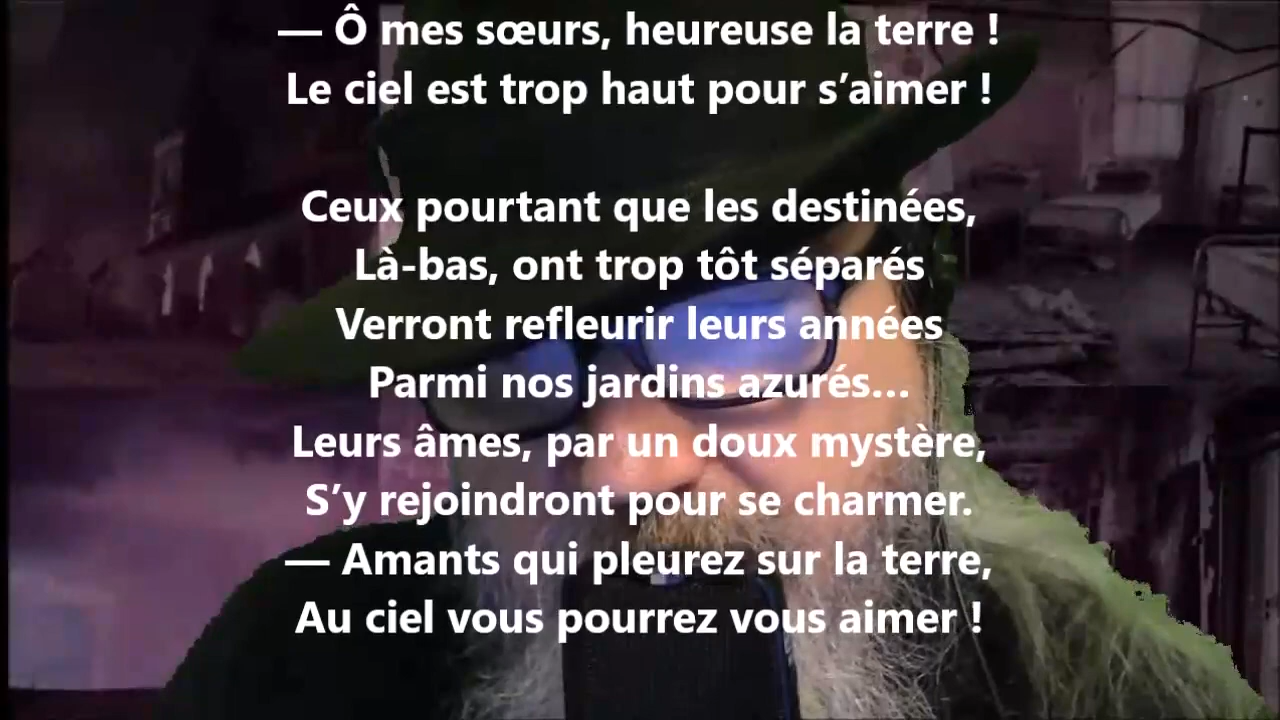 — Ô mes sœurs, heureuse la terre !
Le ciel est trop haut pour s’aimer !
Ceux pourtant que les destinées,
Là-bas, ont trop tôt séparés
Verront refleurir leurs années
Parmi nos jardins azurés…
Leurs âmes, par un doux mystère,
S’y rejoindront pour se charmer.
— Amants qui pleurez sur la terre,
Au ciel vous pourrez vous aimer !